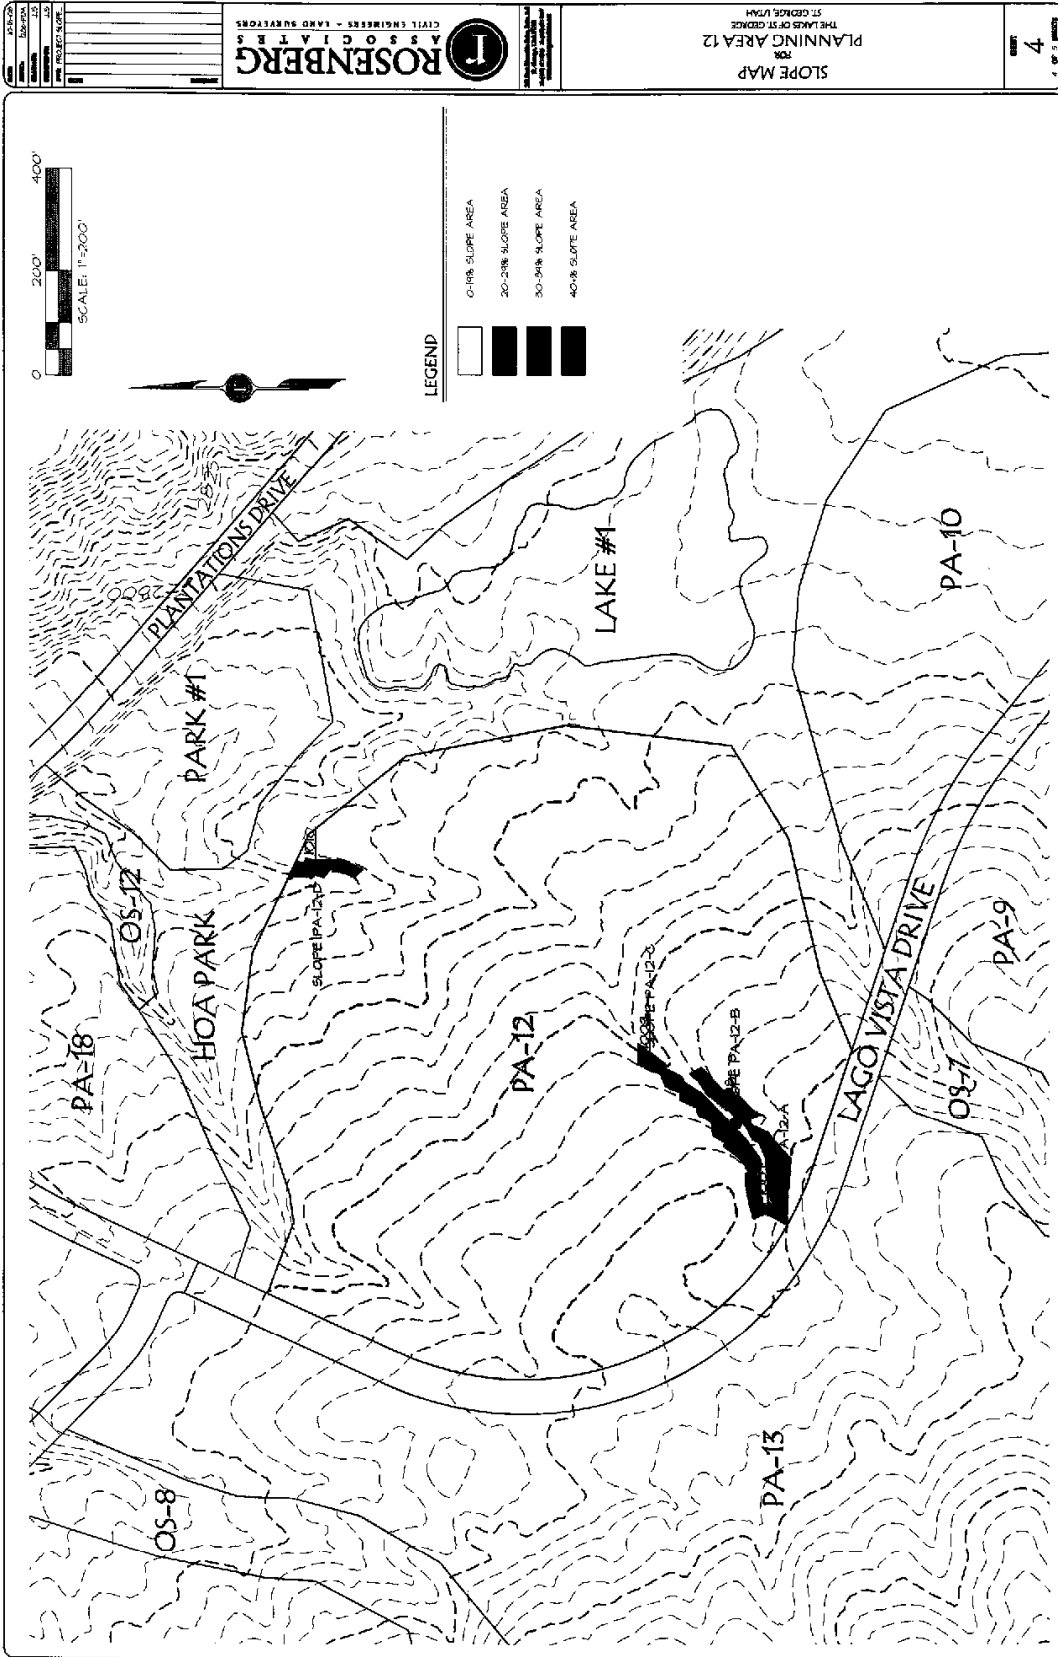 SLOPE MAP
FOR
PLANNING AREA 12
THE LAKES OF ST. GEORGE
ST. GEORGE, UTAH
SHEET
4
ROSENBERG
ASSOCIATES
CIVIL ENGINEERS + LAND SURVEYORS
0
200'
400'
SCALE: 1"=200'
LEGEND
0-19% SLOPE AREA
20-29% SLOPE AREA
30-39% SLOPE AREA
40+% SLOPE AREA
2825
2800
PLANTATIONS DRIVE
PARK #1
LAKE #1
PA-10
OS-12
HOA PARK
PA-18
SLOPE PA-12-D
PA-12
SLOPE PA-12-C
PA-12-B
A-12-A
LAGO VISTA DRIVE
PA-9
PA-13
OS-8